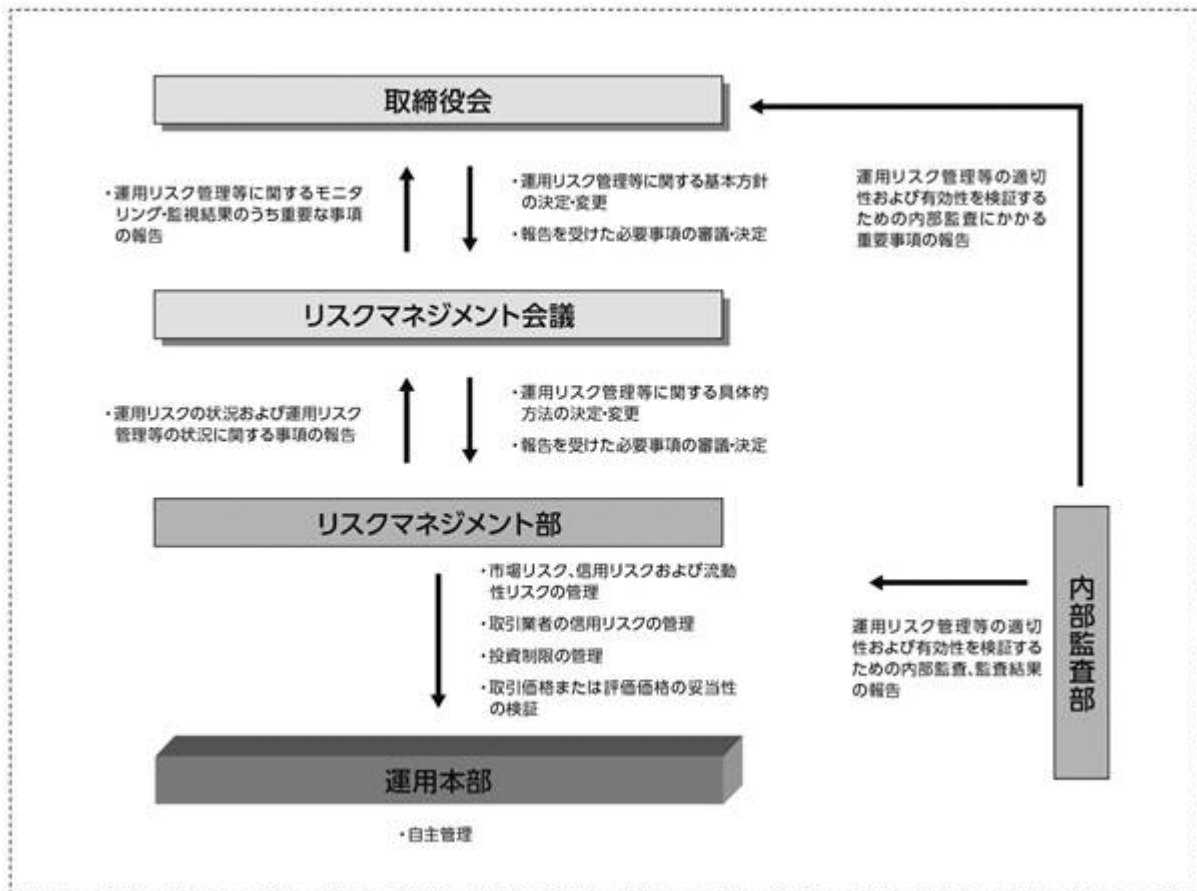 取締役会
・運用リスク管理等に関するモニタ
リング・監視結果のうち重要な事項
の報告
・運用リスク管理等に関する基本方針
の決定・変更
・報告を受けた必要事項の審議・決定
運用リスク管理等の適切
性および有効性を検証する
ための内部監査にかかる
重要事項の報告
リスクマネジメント会議
・運用リスクの状況および運用リスク
管理等の状況に関する事項の報告
・運用リスク管理等に関する具体的
方法の決定・変更
・報告を受けた必要事項の審議・決定
リスクマネジメント部
・市場リスク、信用リスクおよび流動
性リスクの管理
・取引業者の信用リスクの管理
・投資制限の管理
・取引価格または評価価格の妥当性
の検証
運用リスク管理等の適切
性および有効性を検証する
ための内部監査、監査結果
の報告
内部監査部
運用本部
・自主管理